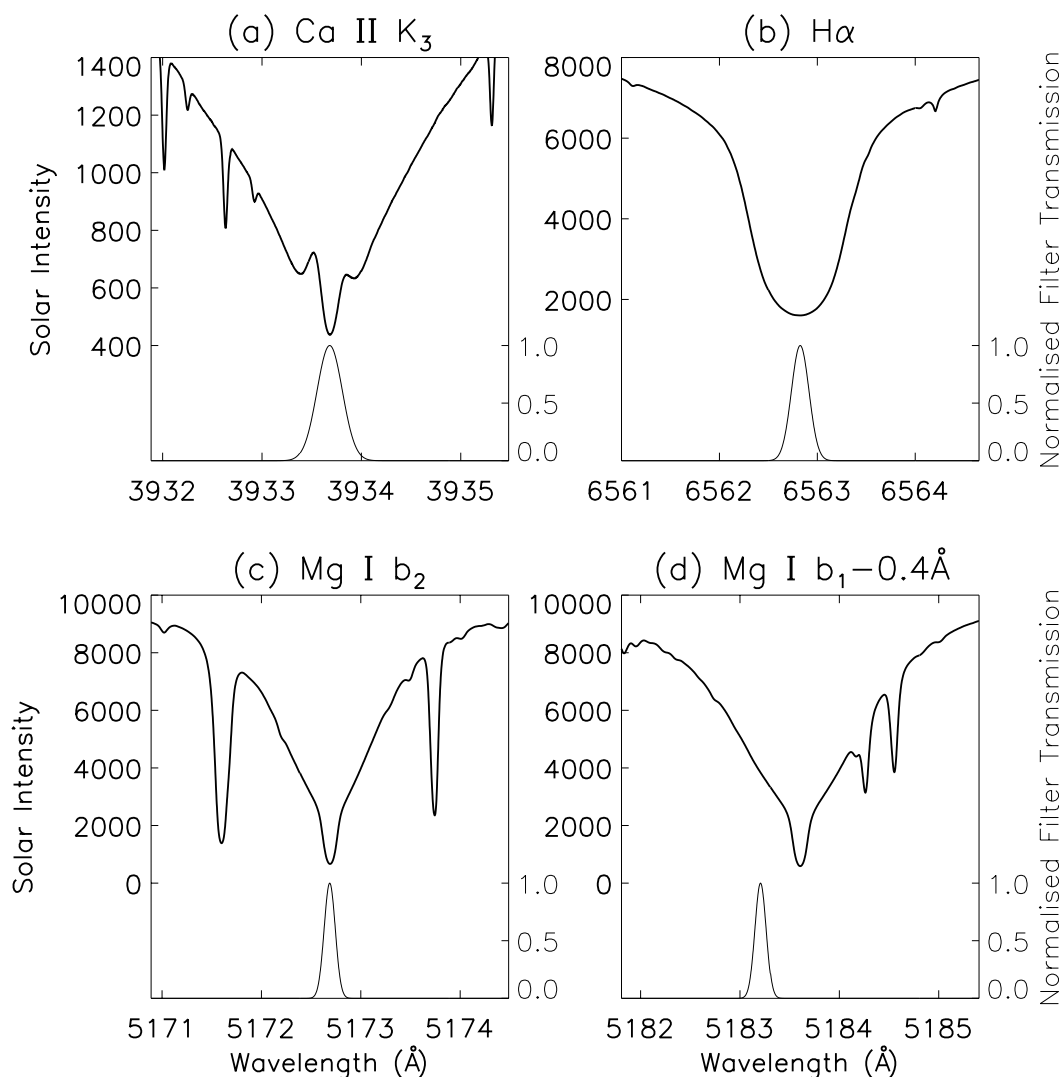 (a) Ca II K₃
(b) Hα
1400
1200
1000
800
600
400
Solar Intensity
1.0
0.5
0.0
3932 3933 3934 3935
8000
6000
4000
2000
1.0
0.5
0.0
Normalised Filter Transmission
6561 6562 6563 6564
(c) Mg I b₂
(d) Mg I b₁−0.4Å
10000
8000
6000
4000
2000
0
Solar Intensity
1.0
0.5
0.0
5171 5172 5173 5174
Wavelength (Å)
10000
8000
6000
4000
2000
0
1.0
0.5
0.0
Normalised Filter Transmission
5182 5183 5184 5185
Wavelength (Å)